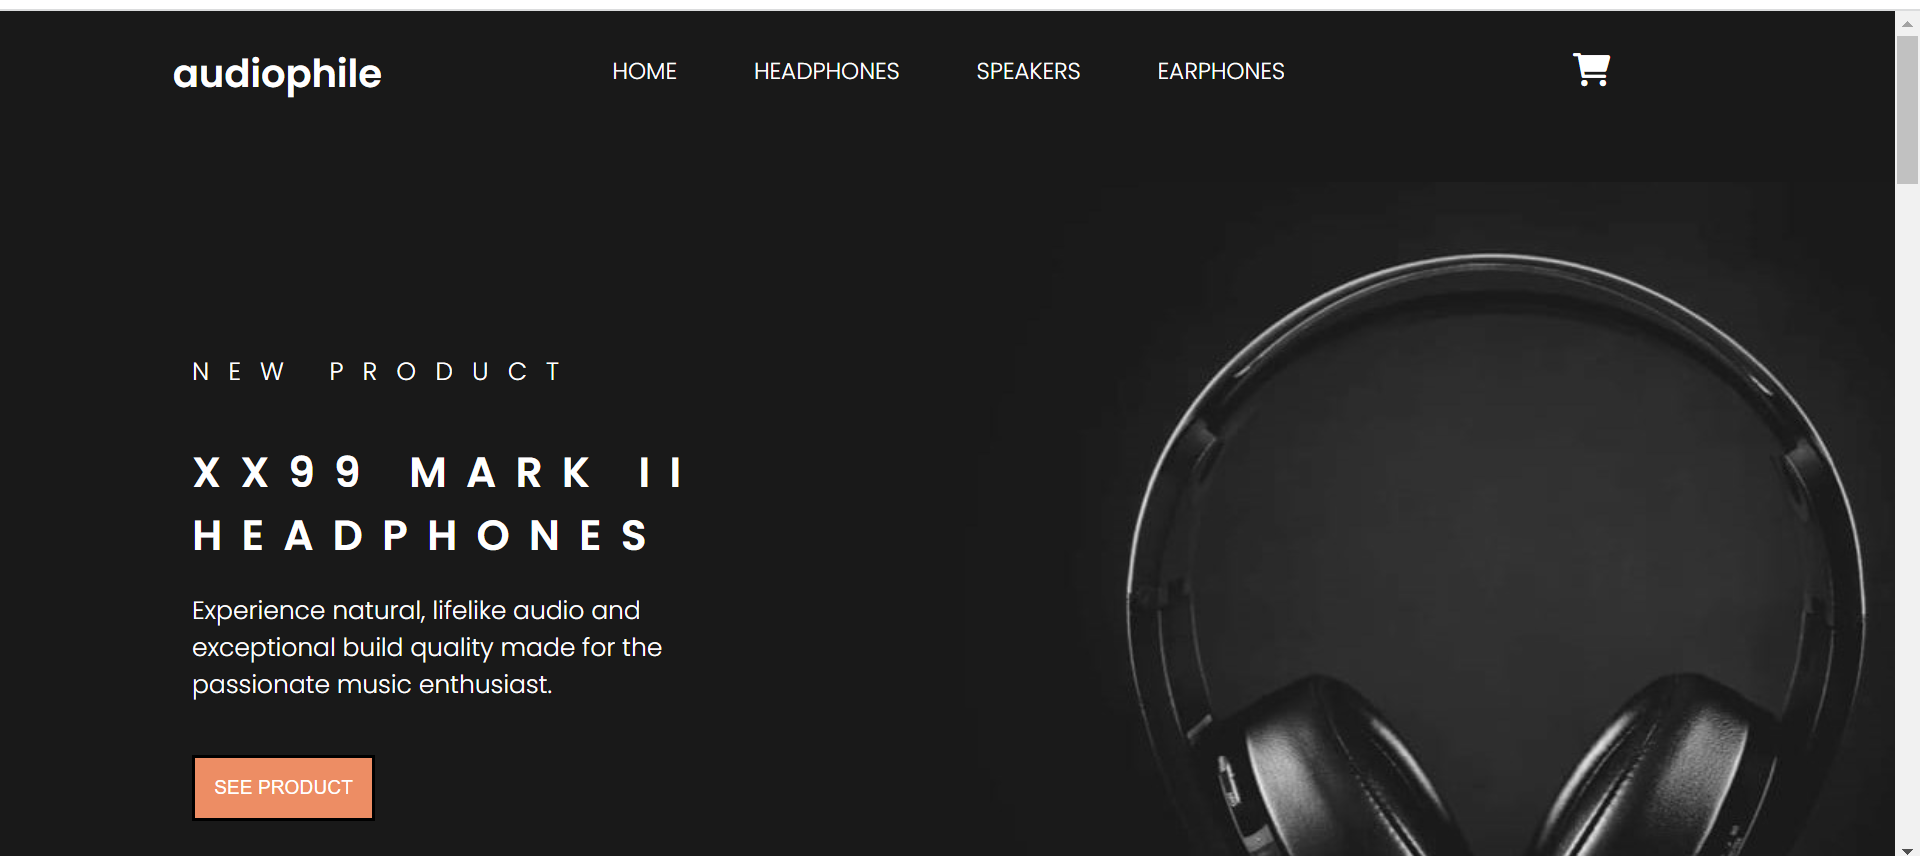 audiophile HOME HEADPHONES SPEAKERS EARPHONES
NEW PRODUCT
XX99 MARK II
HEADPHONES
Experience natural, lifelike audio and
exceptional build quality made for the
passionate music enthusiast.
SEE PRODUCT